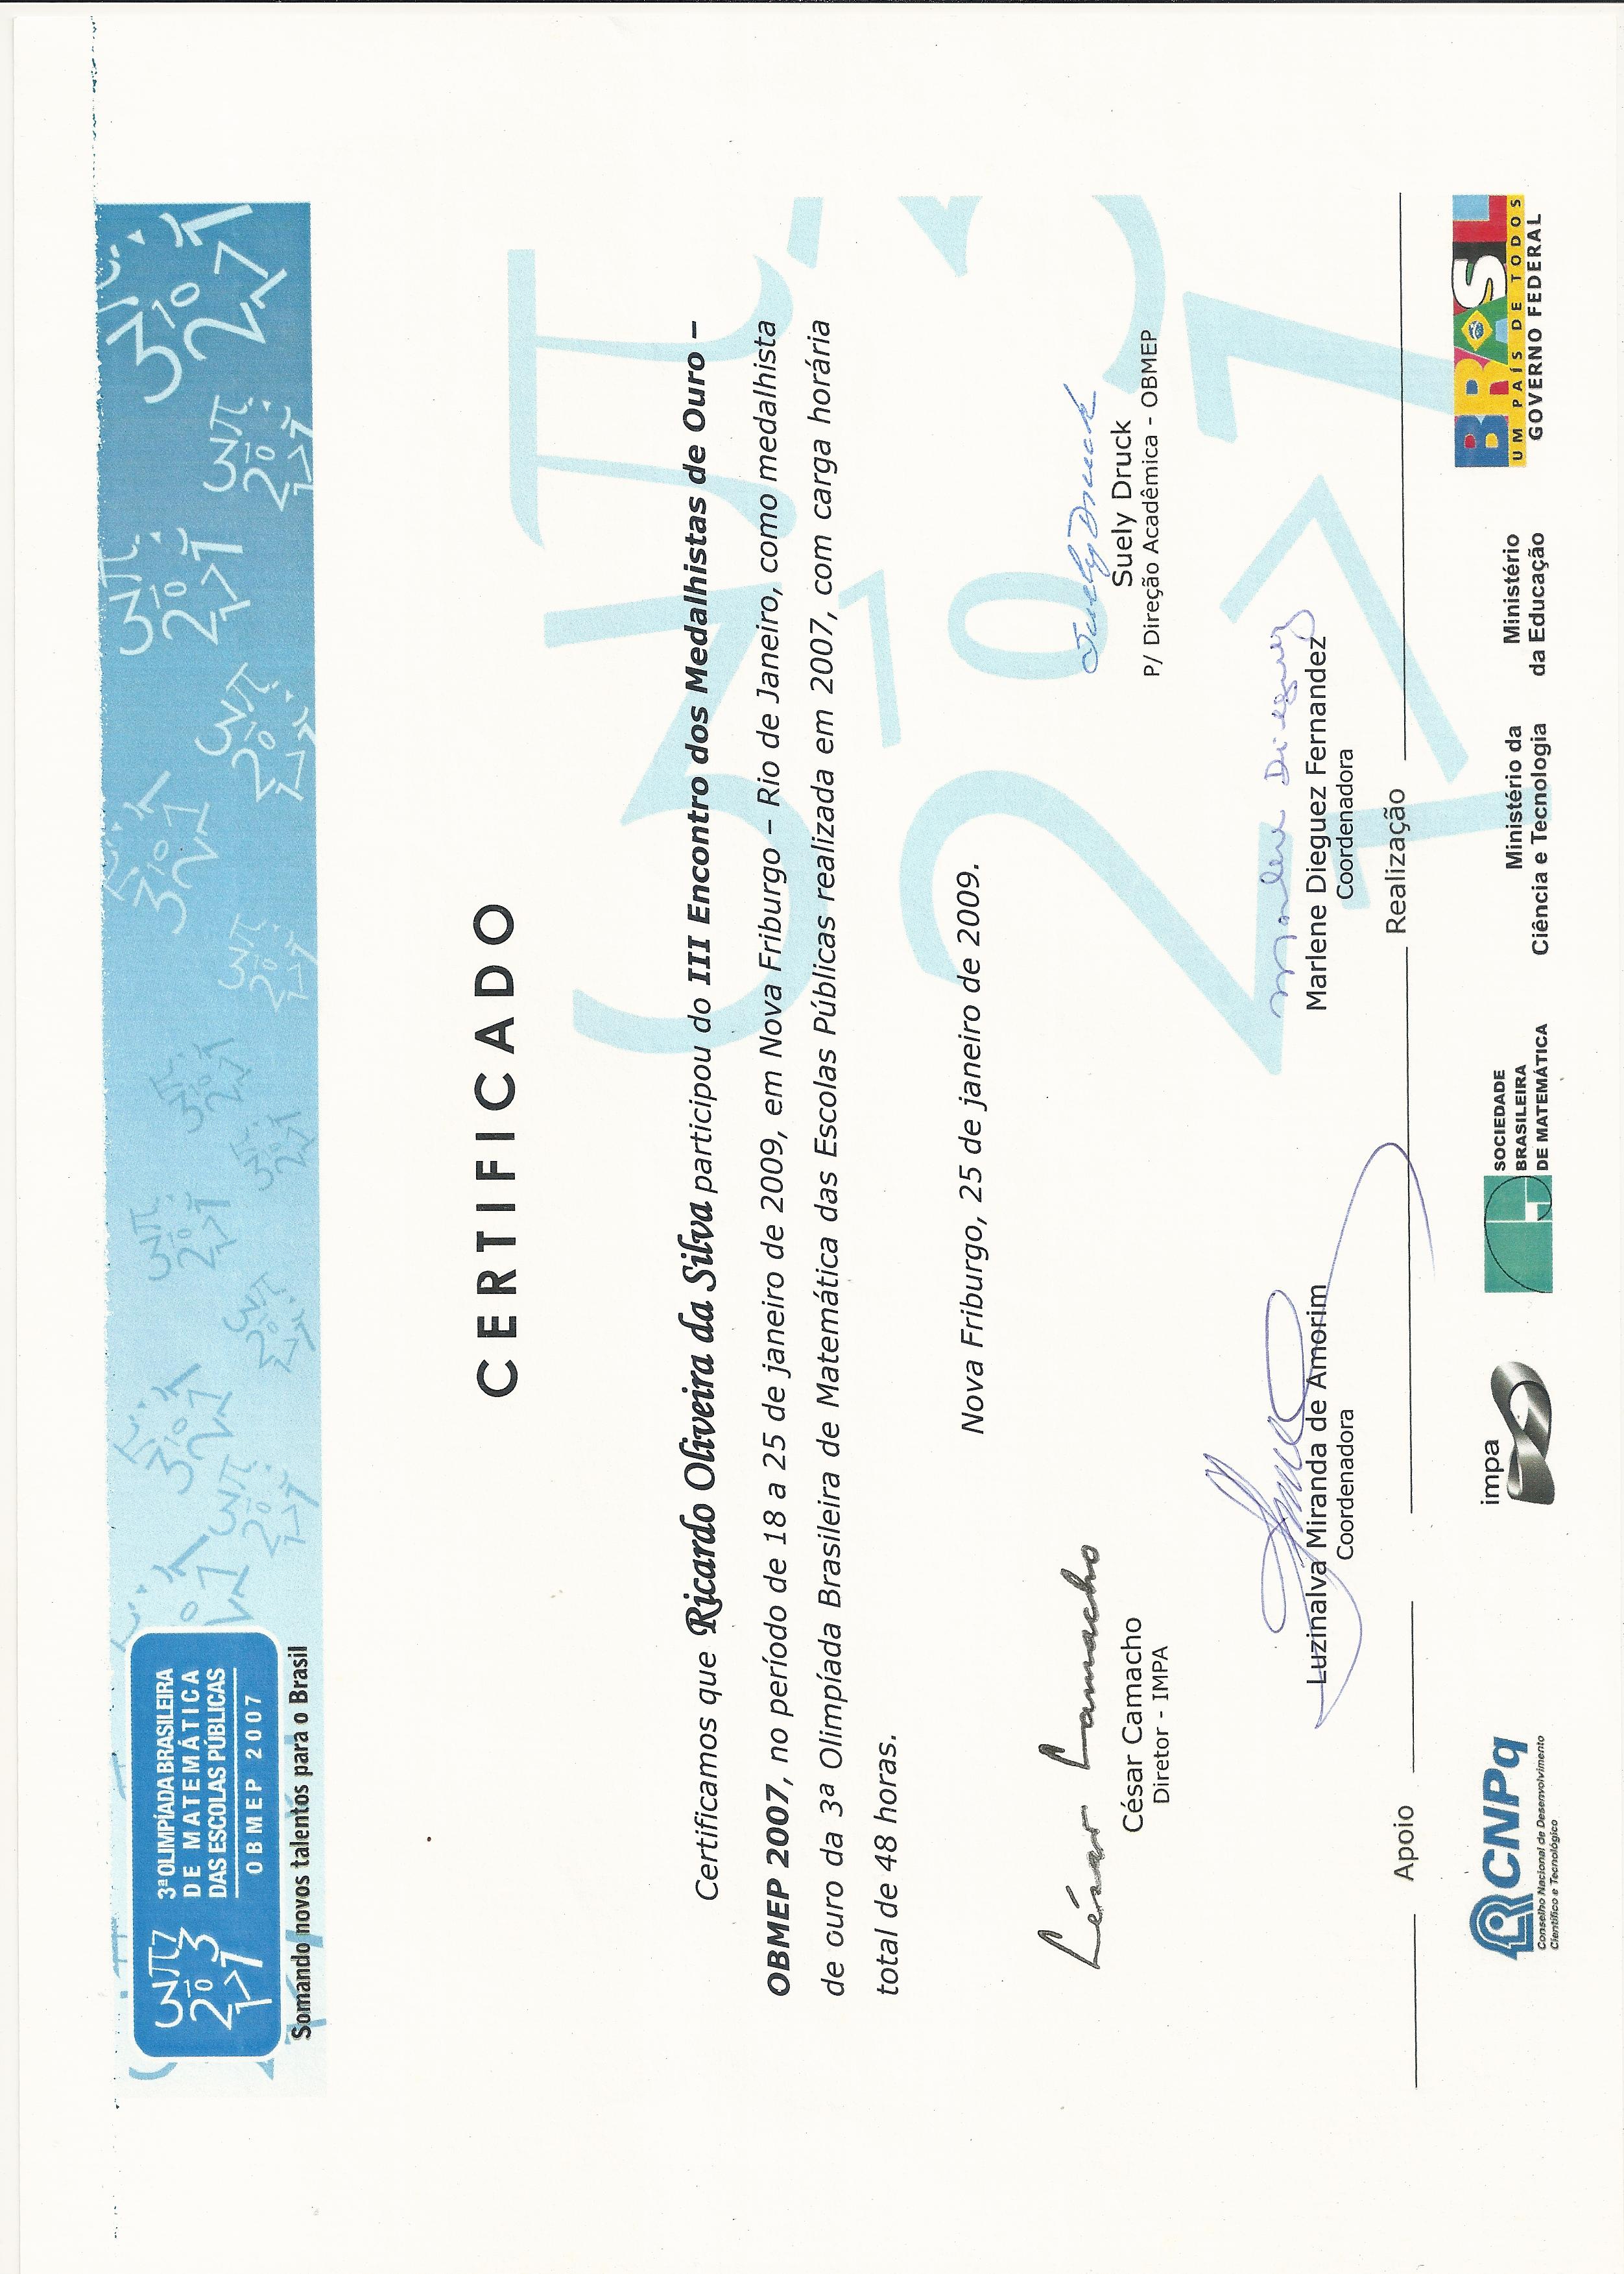 3ª OLIMPÍADA BRASILEIRA
DE MATEMÁTICA
DAS ESCOLAS PÚBLICAS
OBMEP 2007
Somando novos talentos para o Brasil
CERTIFICADO
Certificamos que Ricardo Oliveira da Silva participou do III Encontro dos Medalhistas de Ouro –
OBMEP 2007, no período de 18 a 25 de janeiro de 2009, em Nova Friburgo – Rio de Janeiro, como medalhista
de ouro da 3ª Olimpíada Brasileira de Matemática das Escolas Públicas realizada em 2007, com carga horária
total de 48 horas.
Nova Friburgo, 25 de janeiro de 2009.
César Camacho
César Camacho
Diretor - IMPA
Suely Druck
Suely Druck
P/ Direção Acadêmica - OBMEP
Luzinalva Miranda de Amorim
Coordenadora
Marlene Dieguez
Marlene Dieguez Fernandez
Coordenadora
Apoio
Realização
CNPq
Conselho Nacional de Desenvolvimento
Científico e Tecnológico
impa
SOCIEDADE
BRASILEIRA
DE MATEMÁTICA
Ministério da
Ciência e Tecnologia
Ministério
da Educação
BRASIL
UM PAÍS DE TODOS
GOVERNO FEDERAL